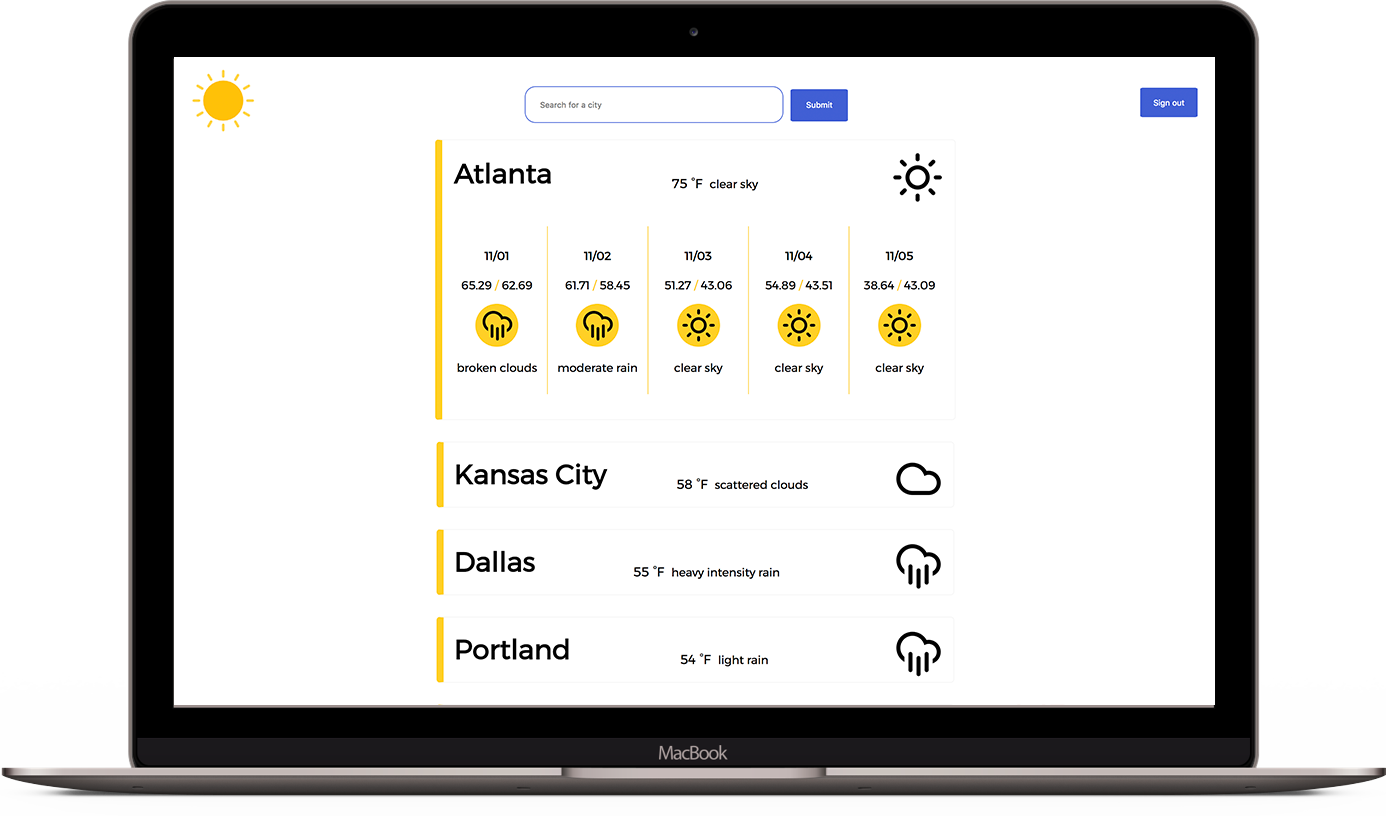 Search for a city
Submit
Sign out
Atlanta
75 °F clear sky
11/01
11/02
11/03
11/04
11/05
65.29 / 62.69
61.71 / 58.45
51.27 / 43.06
54.89 / 43.51
38.64 / 43.09
broken clouds
moderate rain
clear sky
clear sky
clear sky
Kansas City
58 °F scattered clouds
Dallas
55 °F heavy intensity rain
Portland
54 °F light rain
MacBook